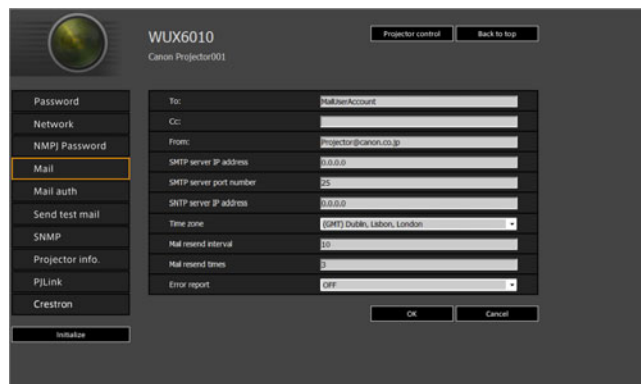 WUX6010
Canon Projector001
Projector control
Back to top
Password
Network
NMPJ Password
Mail
Mail auth
Send test mail
SNMP
Projector info.
PJLink
Crestron
Initialize
To: MailUserAccount
Cc:
From: Projector@canon.co.jp
SMTP server IP address 0.0.0.0
SMTP server port number 25
SNTP server IP address 0.0.0.0
Time zone (GMT) Dublin, Lisbon, London
Mail resend interval 10
Mail resend times 3
Error report OFF
OK
Cancel